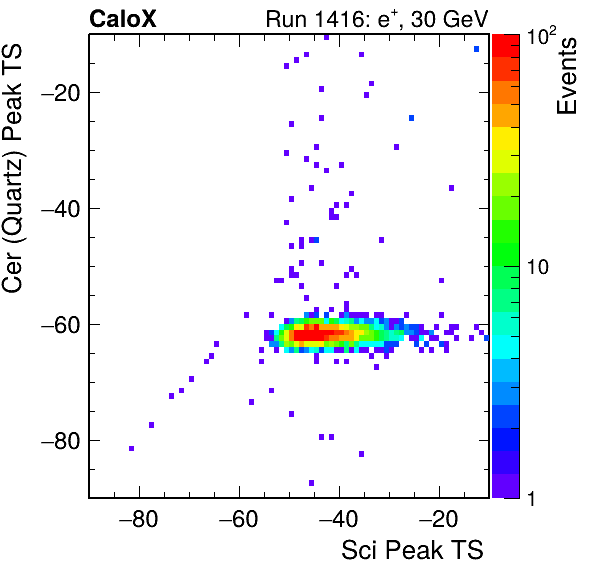 CaloX Run 1416: e⁺, 30 GeV
Cer (Quartz) Peak TS
−20
−40
−60
−80
−80 −60 −40 −20
Sci Peak TS
Events
10²
10
1